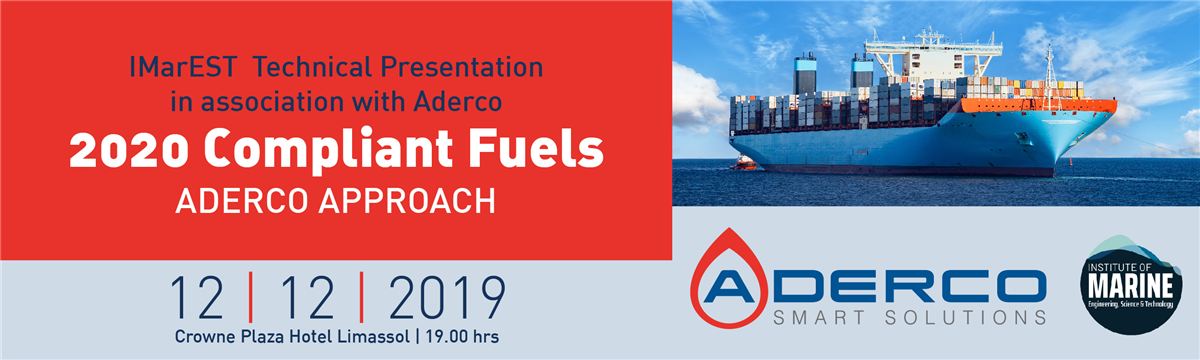 IMarEST Technical Presentation
in association with Aderco
2020 Compliant Fuels
ADERCO APPROACH
12 | 12 | 2019
Crowne Plaza Hotel Limassol | 19.00 hrs
ADERCO
SMART SOLUTIONS
INSTITUTE OF
MARINE
Engineering, Science & Technology